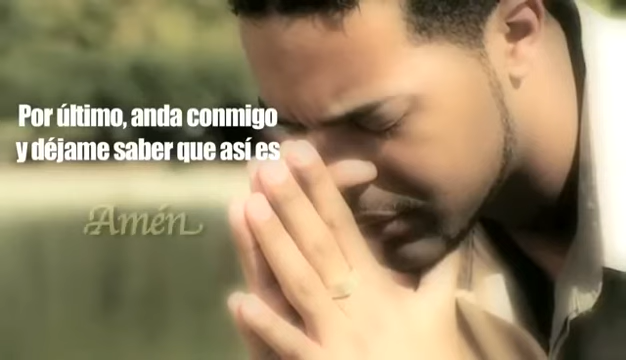 Por último, anda conmigo
y déjame saber que así es
Amén